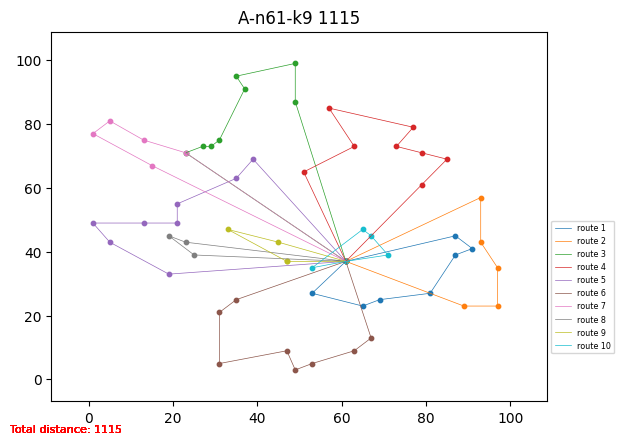 A-n61-k9 1115
100
80
60
40
20
0
0 20 40 60 80 100
route 1
route 2
route 3
route 4
route 5
route 6
route 7
route 8
route 9
route 10
Total distance: 1115